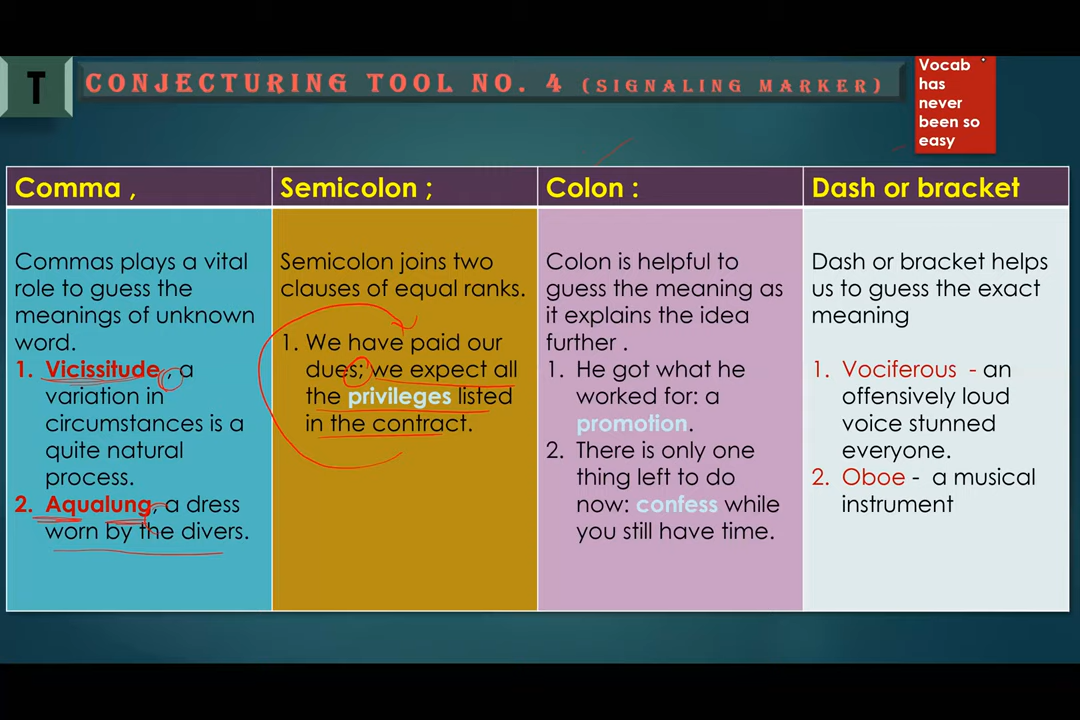 T
CONJECTURING TOOL NO. 4 (SIGNALING MARKER)
Vocab
has
never
been so
easy
Comma ,
Commas plays a vital
role to guess the
meanings of unknown
word.
1. Vicissitude , a
variation in
circumstances is a
quite natural
process.
2. Aqualung, a dress
worn by the divers.
Semicolon ;
Semicolon joins two
clauses of equal ranks.
1. We have paid our
dues; we expect all
the privileges listed
in the contract.
Colon :
Colon is helpful to
guess the meaning as
it explains the idea
further .
1. He got what he
worked for: a
promotion.
2. There is only one
thing left to do
now: confess while
you still have time.
Dash or bracket
Dash or bracket helps
us to guess the exact
meaning
1. Vociferous - an
offensively loud
voice stunned
everyone.
2. Oboe - a musical
instrument